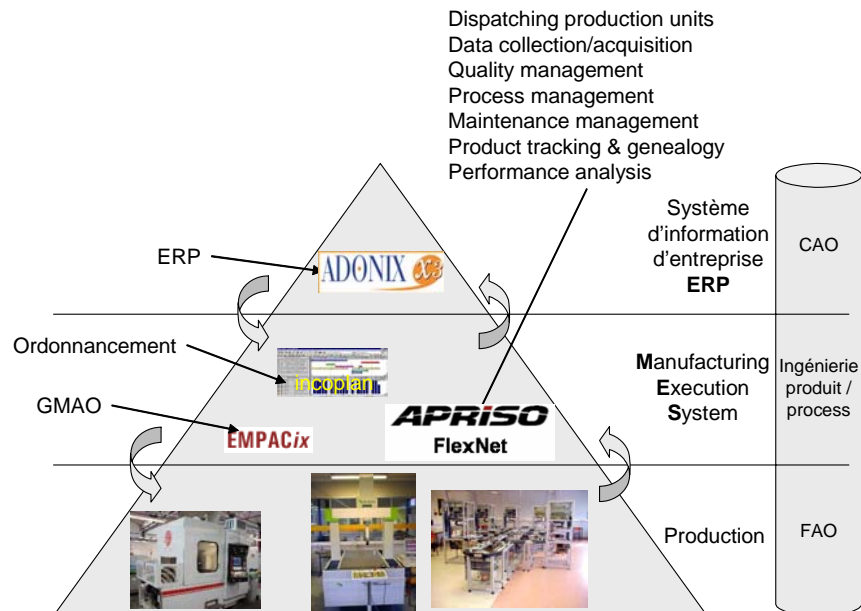 Dispatching production units
Data collection/acquisition
Quality management
Process management
Maintenance management
Product tracking & genealogy
Performance analysis
ERP
ADONIX x3
Système
d'information
d'entreprise
ERP
CAO
Ordonnancement
incoplan
Manufacturing
Execution
System
Ingénierie
produit /
process
GMAO
EMPACix
APRISO
FlexNet
Production
FAO